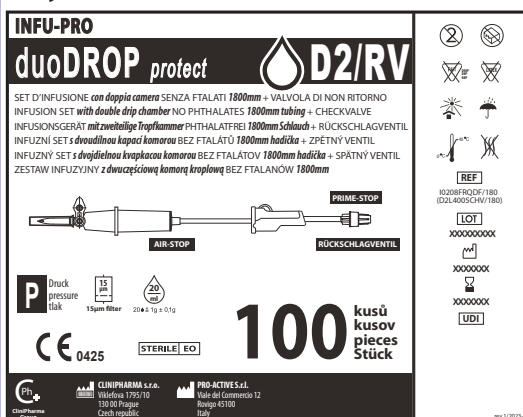 INFU-PRO
duoDROP protect
D2/RV
SET D'INFUSIONE con doppia camera SENZA FTALATI 1800mm + VALVOLA DI NON RITORNO
INFUSION SET with double drip chamber NO PHTHALATES 1800mm tubing + CHECKVALVE
INFUSIONSGERÄT mit zweiteilige Tropfkammer PHTHALATFREI 1800mm Schlauch + RÜCKSCHLAGVENTIL
INFUZNÍ SET s dvoudílnou kapací komorou BEZ FTALÁTŮ 1800mm hadička + ZPĚTNÝ VENTIL
INFUZNÝ SET s dvojdielnou kvapkacou komorou BEZ FTALÁTOV 1800mm hadička + SPÄTNÝ VENTIL
ZESTAW INFUZYJNY z dwuczęściową komorą kroplową BEZ FTALANÓW 1800mm
PRIME-STOP
AIR-STOP
RÜCKSCHLAGVENTIL
P
Druck
pressure
tlak
15
µm
15µm filter
20
ml
20 ≙ 1g ± 0,1g
CE 0425
STERILE EO
100
kusů
kusov
pieces
Stück
Ph
CliniPharma
CLINIPHARMA s.r.o.
Viklefova 1795/10
130 00 Prague
Czech republic
PRO-ACTIVE S.r.l.
Viale del Commercio 12
Rovigo 45100
Italy
2
REF
I0208FRQDF/180
(D2L400SCHV/180)
LOT
XXXXXXXXX
XXXXXXX
XXXXXXX
UDI